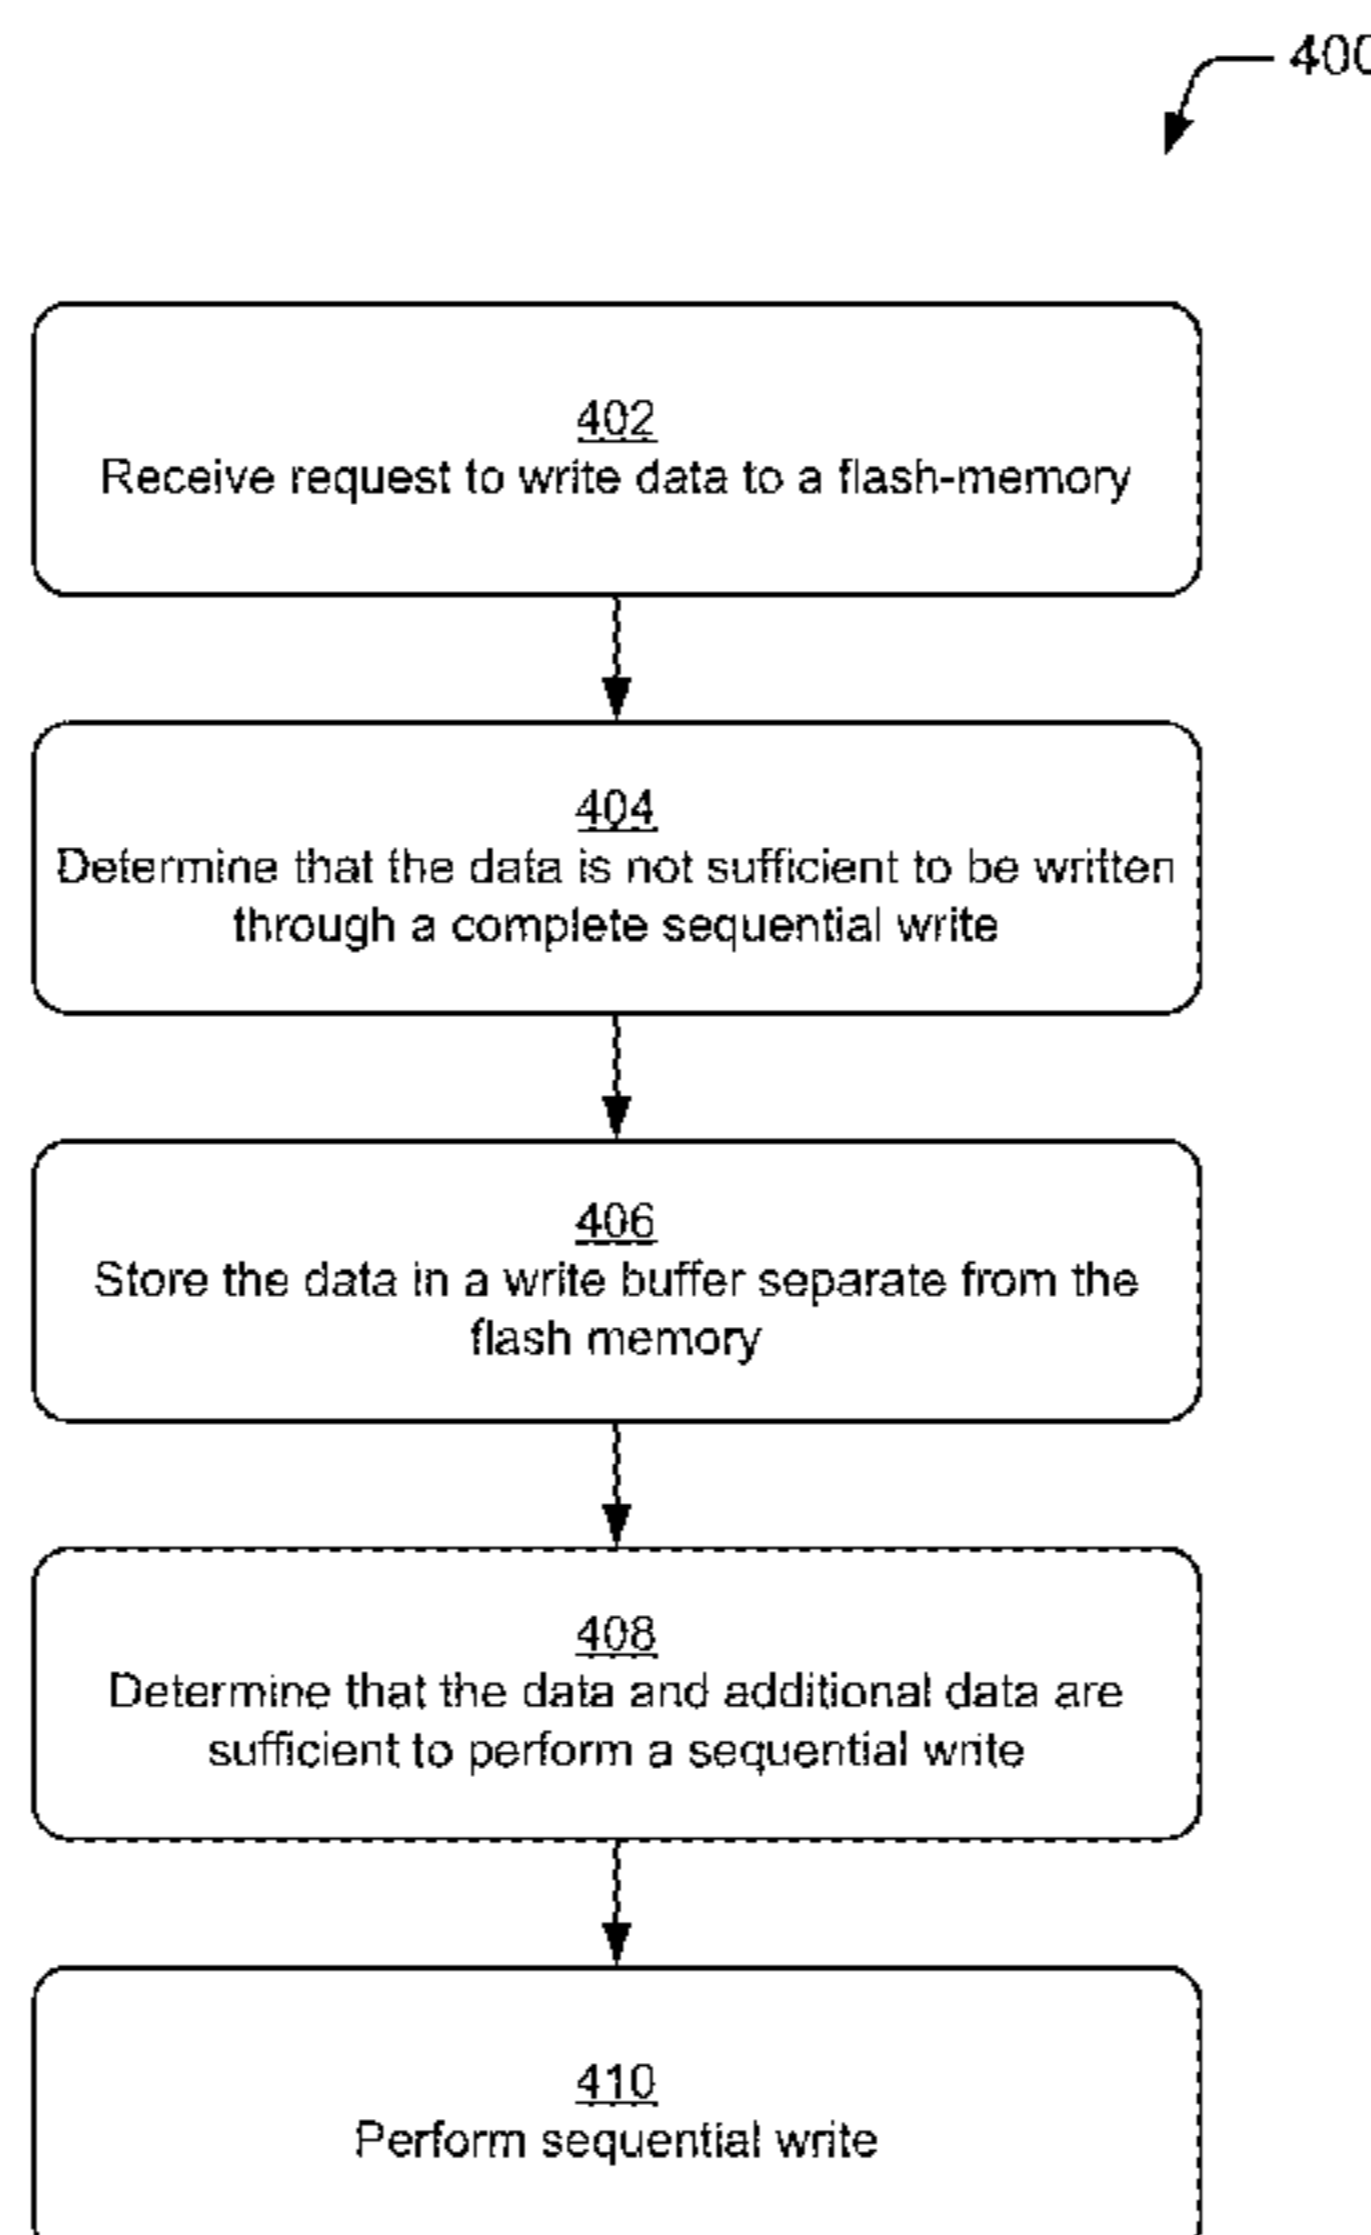 400
402
Receive request to write data to a flash-memory
404
Determine that the data is not sufficient to be written
through a complete sequential write
406
Store the data in a write buffer separate from the
flash memory
408
Determine that the data and additional data are
sufficient to perform a sequential write
410
Perform sequential write